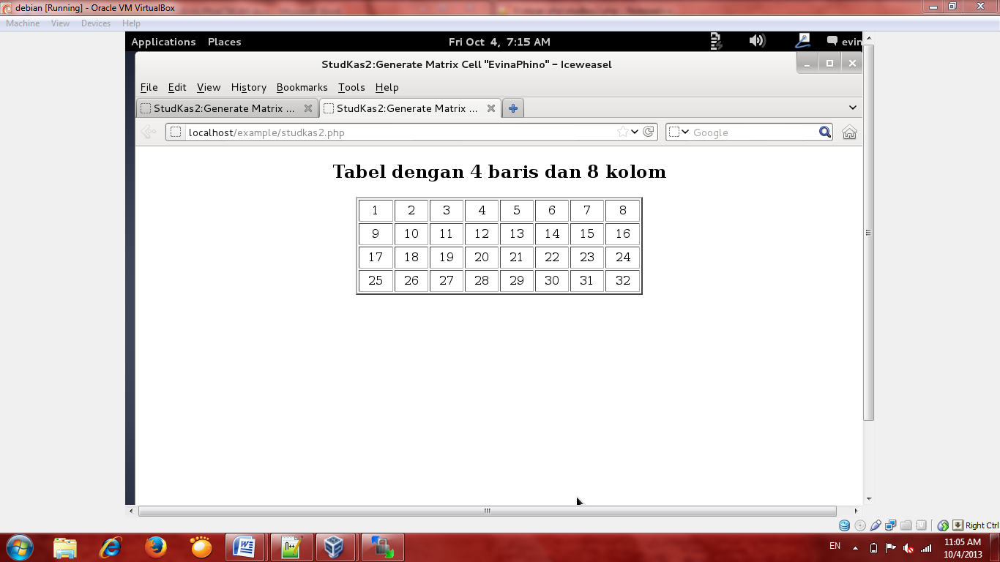 debian [Running] - Oracle VM VirtualBox
Machine View Devices Help
Applications Places Fri Oct 4, 7:15 AM evin
StudKas2:Generate Matrix Cell "EvinaPhino" - Iceweasel
File Edit View History Bookmarks Tools Help
StudKas2:Generate Matrix ... StudKas2:Generate Matrix ...
localhost/example/studkas2.php Google
Tabel dengan 4 baris dan 8 kolom
1 2 3 4 5 6 7 8
9 10 11 12 13 14 15 16
17 18 19 20 21 22 23 24
25 26 27 28 29 30 31 32
Right Ctrl
EN 11:05 AM
10/4/2013